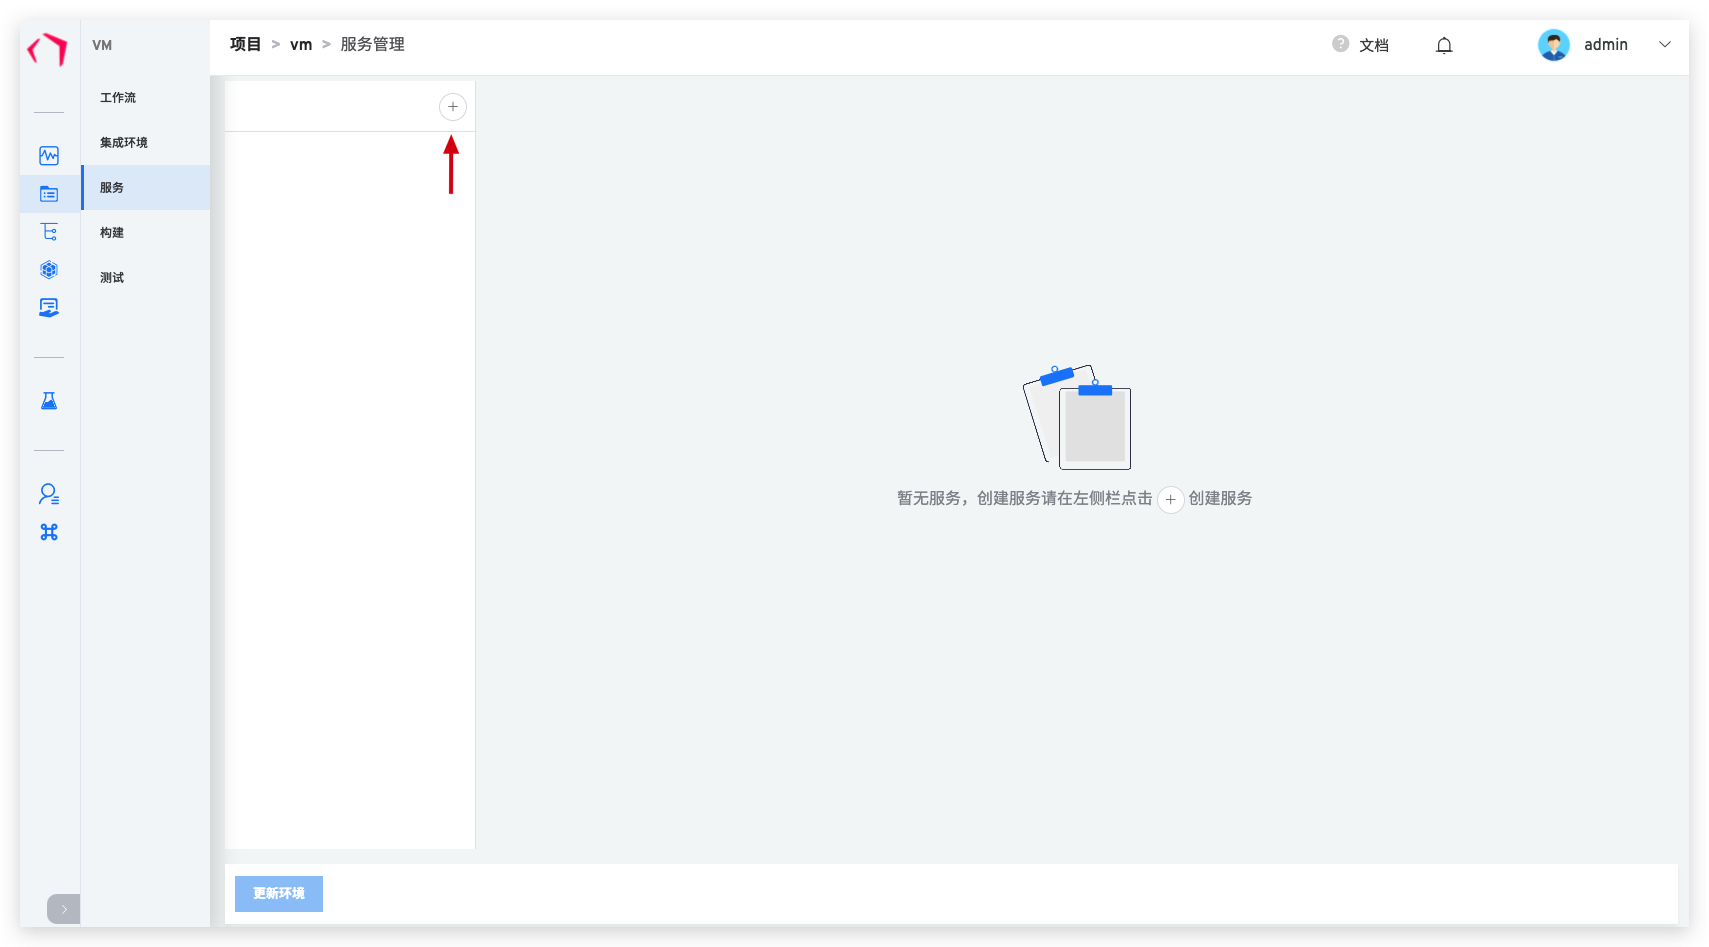 VM
工作流
集成环境
服务
构建
测试
项目 > vm > 服务管理
? 文档
admin
暂无服务，创建服务请在左侧栏点击 + 创建服务
更新环境